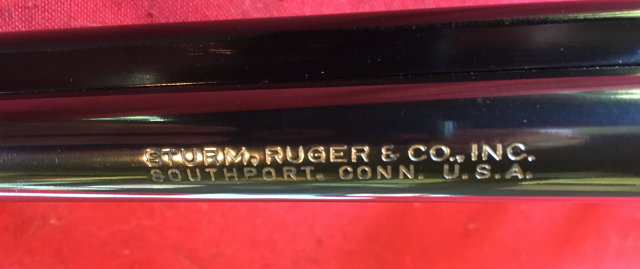 STURM, RUGER & CO., INC.
SOUTHPORT. CONN. U.S.A.